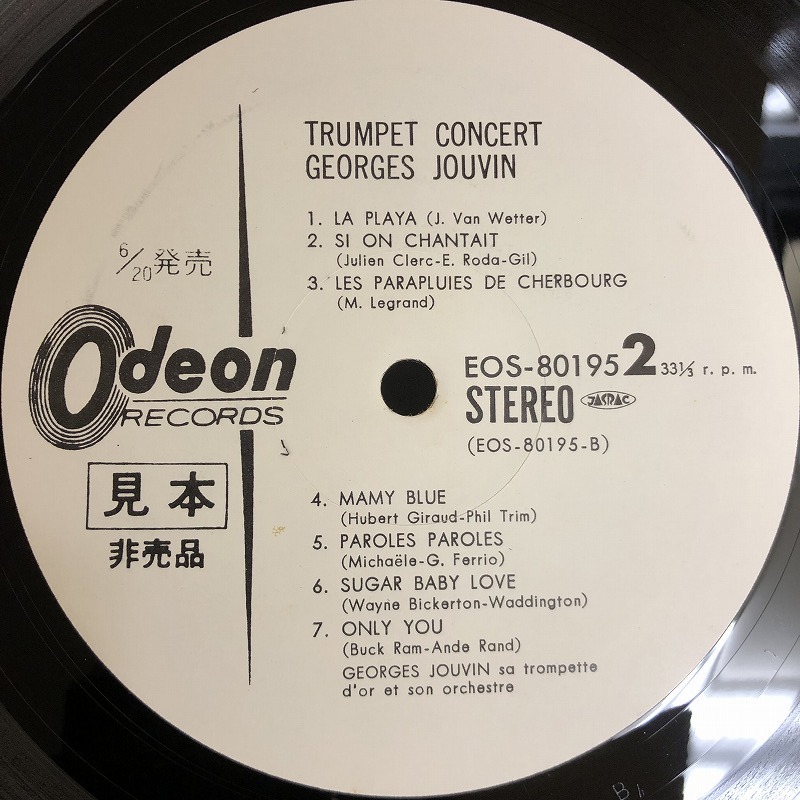 TRUMPET CONCERT
GEORGES JOUVIN
1. LA PLAYA (J. Van Wetter)
2. SI ON CHANTAIT
(Julien Clerc-E. Roda-Gil)
3. LES PARAPLUIES DE CHERBOURG
(M. Legrand)
6/20発売
Odeon
RECORDS
EOS-80195 2 33⅓ r. p. m.
STEREO JASRAC
(EOS-80195-B)
見本
非売品
4. MAMY BLUE
(Hubert Giraud-Phil Trim)
5. PAROLES PAROLES
(Michaële-G. Ferrio)
6. SUGAR BABY LOVE
(Wayne Bickerton-Waddington)
7. ONLY YOU
(Buck Ram-Ande Rand)
GEORGES JOUVIN sa trompette
d'or et son orchestre